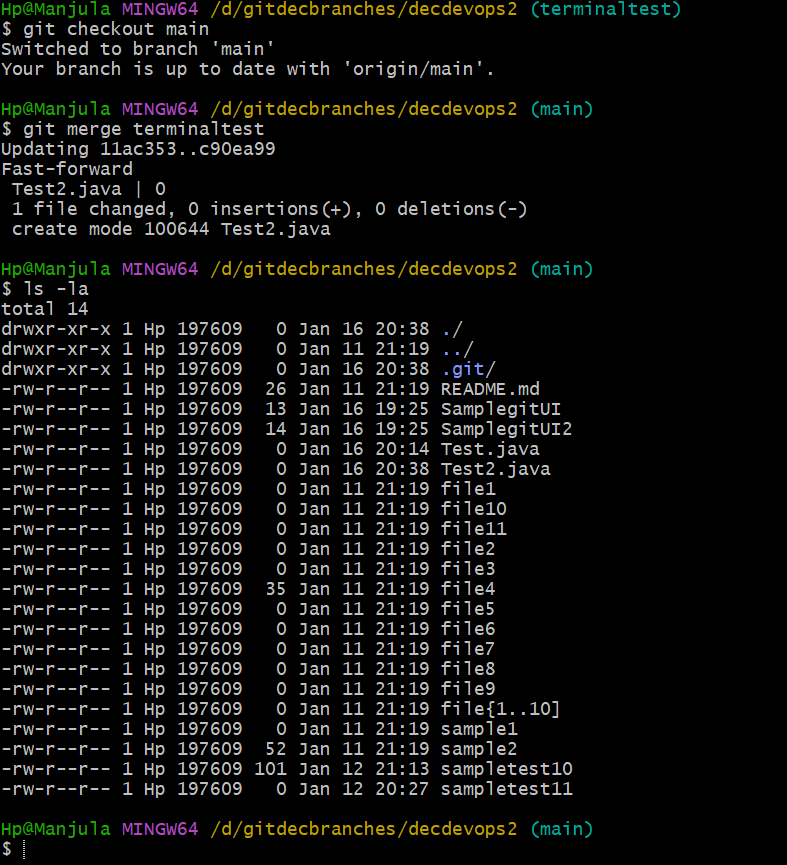 Hp@Manjula MINGW64 /d/gitdecbranches/decdevops2 (terminaltest)
$ git checkout main
Switched to branch 'main'
Your branch is up to date with 'origin/main'.
Hp@Manjula MINGW64 /d/gitdecbranches/decdevops2 (main)
$ git merge terminaltest
Updating 11ac353..c90ea99
Fast-forward
 Test2.java | 0
 1 file changed, 0 insertions(+), 0 deletions(-)
 create mode 100644 Test2.java
Hp@Manjula MINGW64 /d/gitdecbranches/decdevops2 (main)
$ ls -la
total 14
drwxr-xr-x 1 Hp 197609   0 Jan 16 20:38 ./
drwxr-xr-x 1 Hp 197609   0 Jan 11 21:19 ../
drwxr-xr-x 1 Hp 197609   0 Jan 16 20:38 .git/
-rw-r--r-- 1 Hp 197609  26 Jan 11 21:19 README.md
-rw-r--r-- 1 Hp 197609  13 Jan 16 19:25 SamplegitUI
-rw-r--r-- 1 Hp 197609  14 Jan 16 19:25 SamplegitUI2
-rw-r--r-- 1 Hp 197609   0 Jan 16 20:14 Test.java
-rw-r--r-- 1 Hp 197609   0 Jan 16 20:38 Test2.java
-rw-r--r-- 1 Hp 197609   0 Jan 11 21:19 file1
-rw-r--r-- 1 Hp 197609   0 Jan 11 21:19 file10
-rw-r--r-- 1 Hp 197609   0 Jan 11 21:19 file11
-rw-r--r-- 1 Hp 197609   0 Jan 11 21:19 file2
-rw-r--r-- 1 Hp 197609   0 Jan 11 21:19 file3
-rw-r--r-- 1 Hp 197609  35 Jan 11 21:19 file4
-rw-r--r-- 1 Hp 197609   0 Jan 11 21:19 file5
-rw-r--r-- 1 Hp 197609   0 Jan 11 21:19 file6
-rw-r--r-- 1 Hp 197609   0 Jan 11 21:19 file7
-rw-r--r-- 1 Hp 197609   0 Jan 11 21:19 file8
-rw-r--r-- 1 Hp 197609   0 Jan 11 21:19 file9
-rw-r--r-- 1 Hp 197609   0 Jan 11 21:19 file{1..10]
-rw-r--r-- 1 Hp 197609   0 Jan 11 21:19 sample1
-rw-r--r-- 1 Hp 197609  52 Jan 11 21:19 sample2
-rw-r--r-- 1 Hp 197609 101 Jan 12 21:13 sampletest10
-rw-r--r-- 1 Hp 197609   0 Jan 12 20:27 sampletest11
Hp@Manjula MINGW64 /d/gitdecbranches/decdevops2 (main)
$